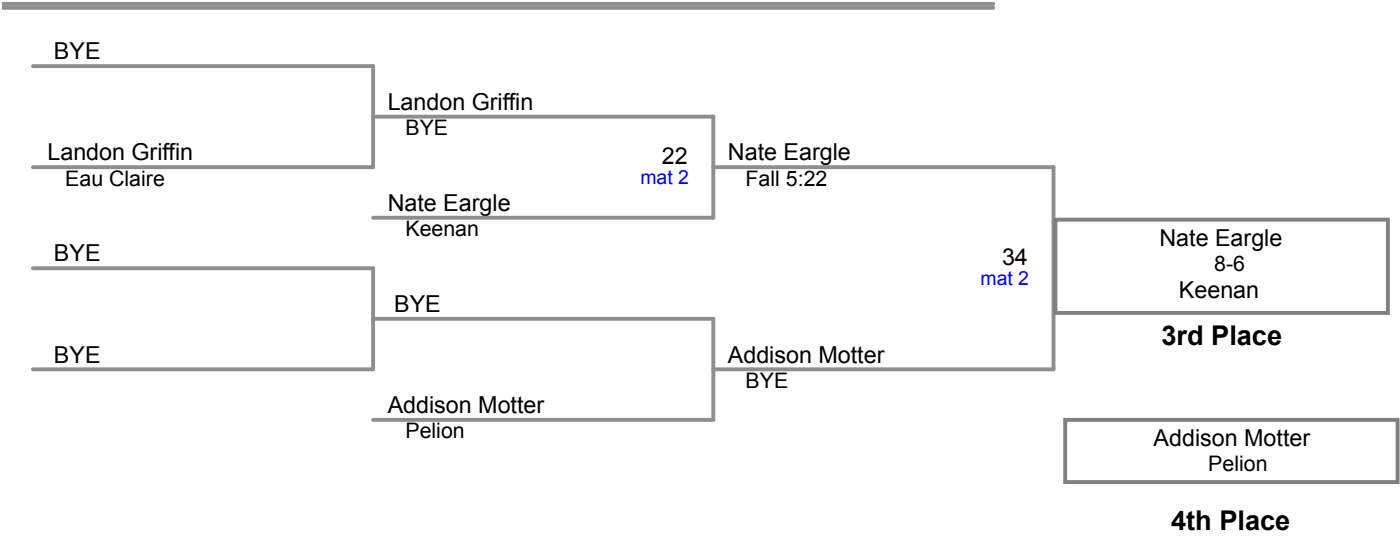 BYE
Landon Griffin
BYE
Landon Griffin
Eau Claire
22
mat 2
Nate Eargle
Fall 5:22
Nate Eargle
Keenan
BYE
34
mat 2
Nate Eargle
8-6
Keenan
BYE
3rd Place
BYE
Addison Motter
BYE
Addison Motter
Pelion
Addison Motter
Pelion
4th Place